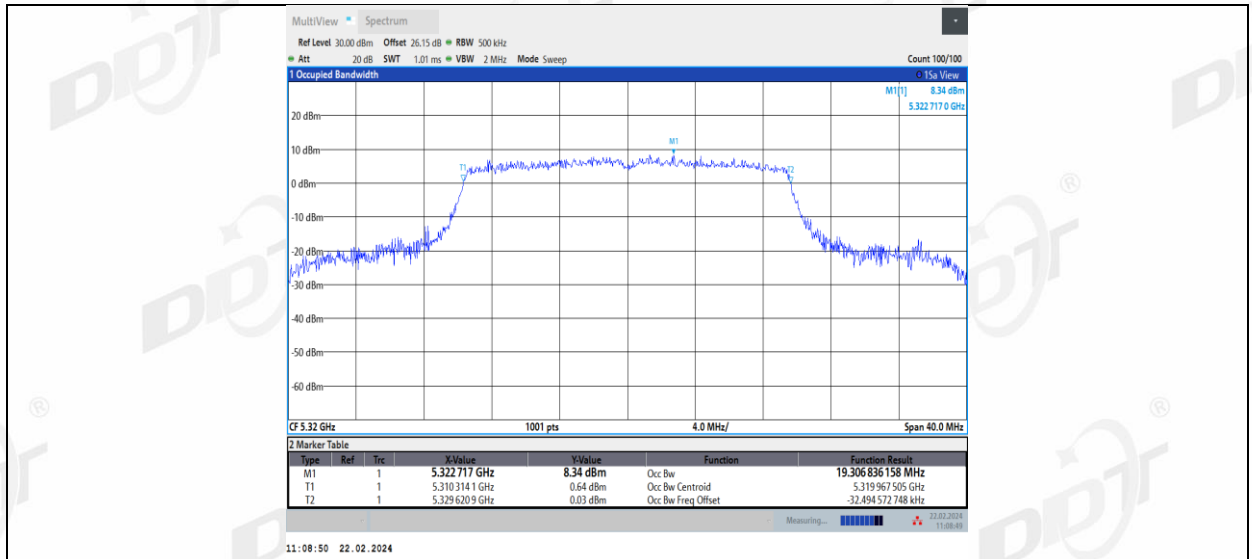 MultiView Spectrum
Ref Level 30.00 dBm Offset 26.15 dB RBW 500 kHz
Att 20 dB SWT 1.01 ms VBW 2 MHz Mode Sweep Count 100/100
1 Occupied Bandwidth 1Sa View
M1[1] 8.34 dBm
5.322 717 0 GHz
20 dBm
M1
10 dBm
T1 T2
0 dBm
-10 dBm
-20 dBm
-30 dBm
-40 dBm
-50 dBm
-60 dBm
CF 5.32 GHz 1001 pts 4.0 MHz/ Span 40.0 MHz
2 Marker Table
Type Ref Trc X-Value Y-Value Function Function Result
M1 1 5.322717 GHz 8.34 dBm Occ Bw 19.306 836 158 MHz
T1 1 5.310 314 1 GHz 0.64 dBm Occ Bw Centroid 5.319 967 505 GHz
T2 1 5.329 620 9 GHz 0.03 dBm Occ Bw Freq Offset -32.494 572 748 kHz
Measuring... 22.02.2024
11:08:49
11:08:50 22.02.2024
DDT
®